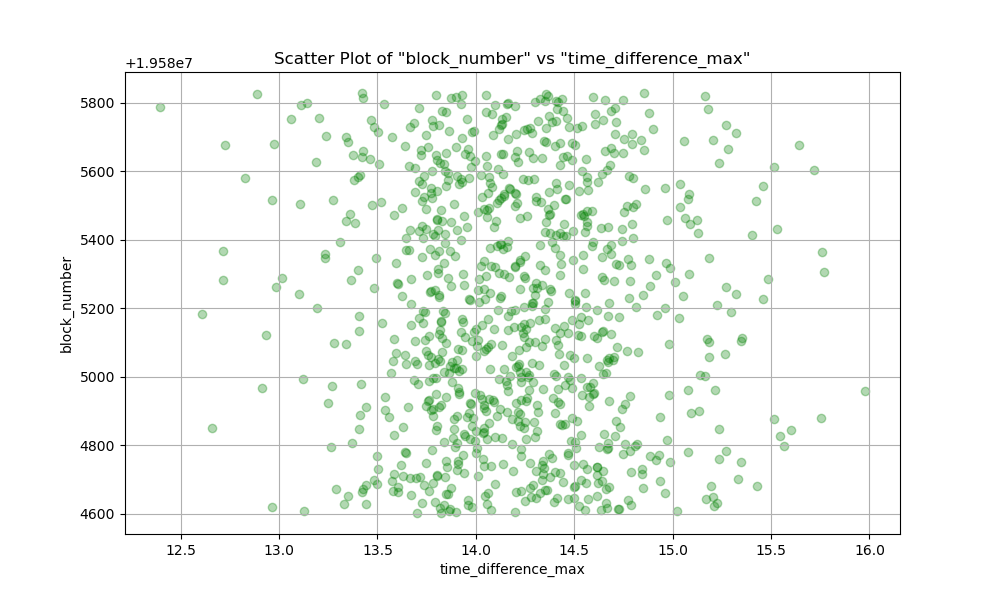 Scatter Plot of "block_number" vs "time_difference_max"
+1.958e7
5800
5600
5400
5200
5000
4800
4600
block_number
12.5 13.0 13.5 14.0 14.5 15.0 15.5 16.0
time_difference_max